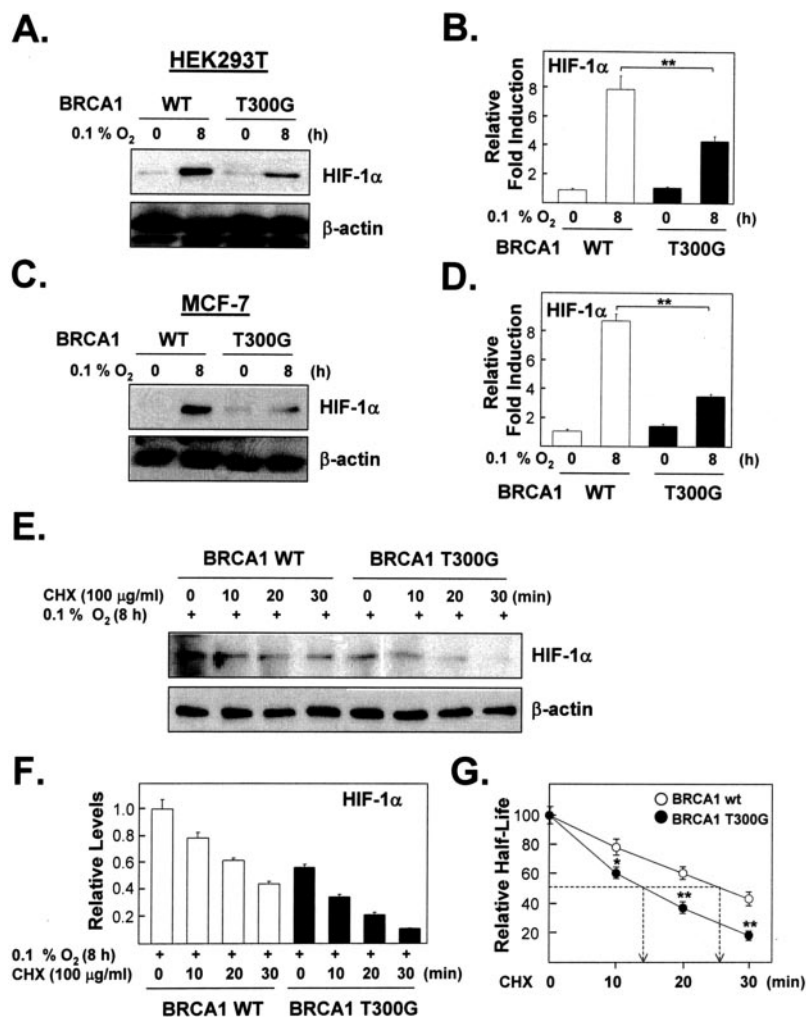 A.
HEK293T
BRCA1 WT T300G
0.1 % O2 0 8 0 8 (h)
HIF-1α
β-actin
B.
HIF-1α **
Relative Fold Induction
8
6
4
2
0.1 % O2 0 8 0 8 (h)
BRCA1 WT T300G
C.
MCF-7
BRCA1 WT T300G
0.1 % O2 0 8 0 8 (h)
HIF-1α
β-actin
D.
HIF-1α **
Relative Fold Induction
8
6
4
2
0.1 % O2 0 8 0 8 (h)
BRCA1 WT T300G
E.
BRCA1 WT BRCA1 T300G
CHX (100 μg/ml) 0 10 20 30 0 10 20 30 (min)
0.1 % O2 (8 h) + + + + + + + +
HIF-1α
β-actin
F.
HIF-1α
Relative Levels
1.0
0.8
0.6
0.4
0.2
0.1 % O2 (8 h) + + + + + + + +
CHX (100 μg/ml) 0 10 20 30 0 10 20 30 (min)
BRCA1 WT BRCA1 T300G
G.
BRCA1 wt
BRCA1 T300G
Relative Half-Life
100
80
60
40
20
*
**
**
CHX 0 10 20 30 (min)